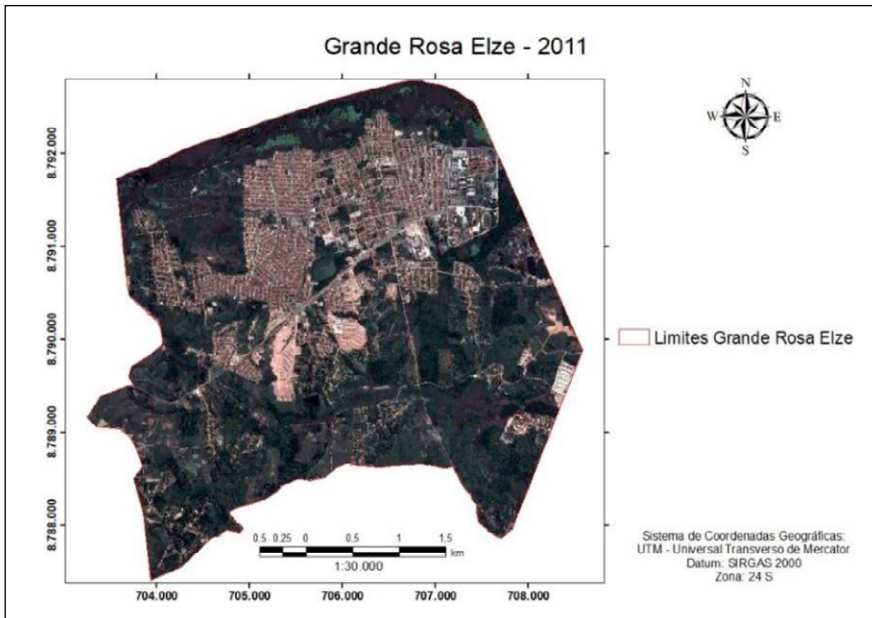 Grande Rosa Elze - 2011
N
W E
S
8.792.000
8.791.000
8.790.000
8.789.000
8.788.000
Limites Grande Rosa Elze
0.5 0.25 0 0.5 1 1.5
km
1:30.000
704.000 705.000 706.000 707.000 708.000
Sistema de Coordenadas Geográficas:
UTM - Universal Transverso de Mercator
Datum: SIRGAS 2000
Zona: 24 S